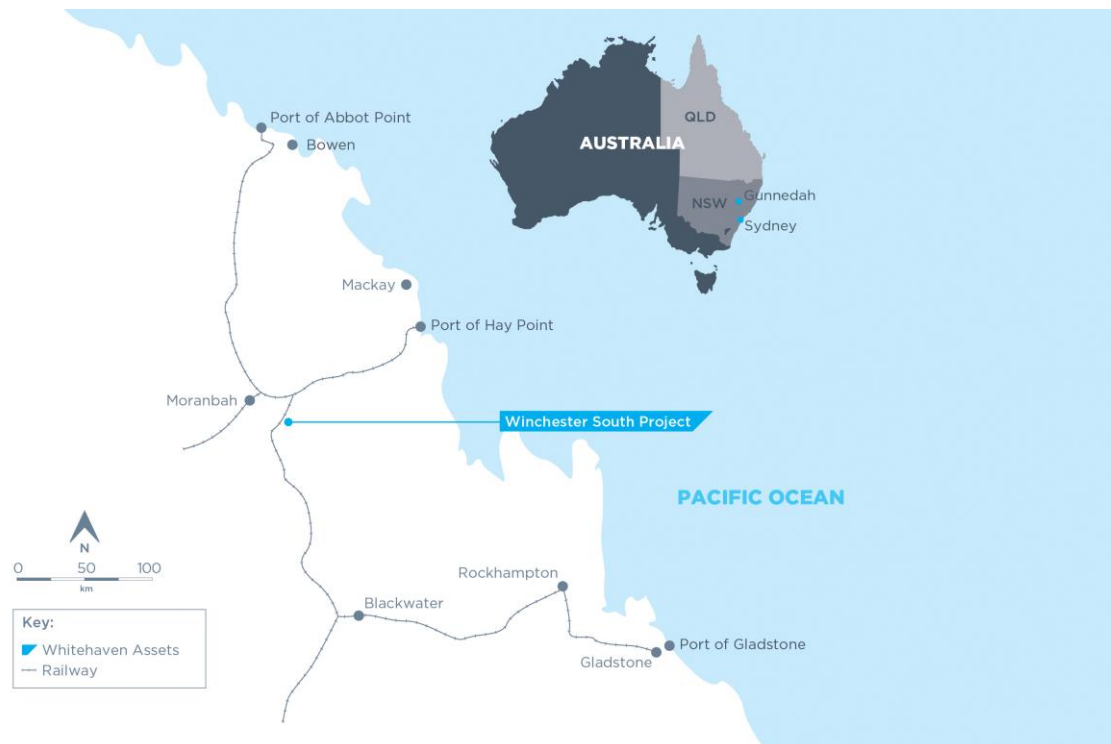 Port of Abbot Point
Bowen
QLD
AUSTRALIA
NSW
Gunnedah
Sydney
Mackay
Port of Hay Point
Moranbah
Winchester South Project
PACIFIC OCEAN
N
0 50 100
km
Rockhampton
Blackwater
Key:
Whitehaven Assets
Railway
Port of Gladstone
Gladstone